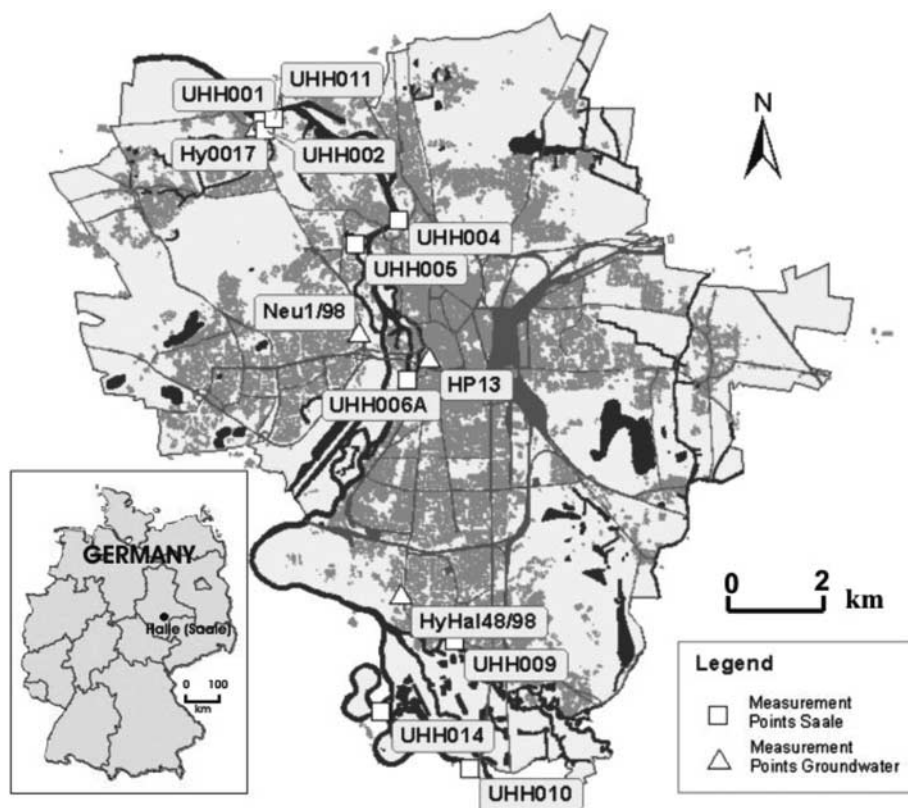 UHH011
UHH001
N
Hy0017
UHH002
UHH004
UHH005
Neu1/98
HP13
UHH006A
GERMANY
Halle (Saale)
0 100
km
0 2
km
HyHal48/98
UHH009
UHH014
UHH010
Legend
Measurement
Points Saale
Measurement
Points Groundwater